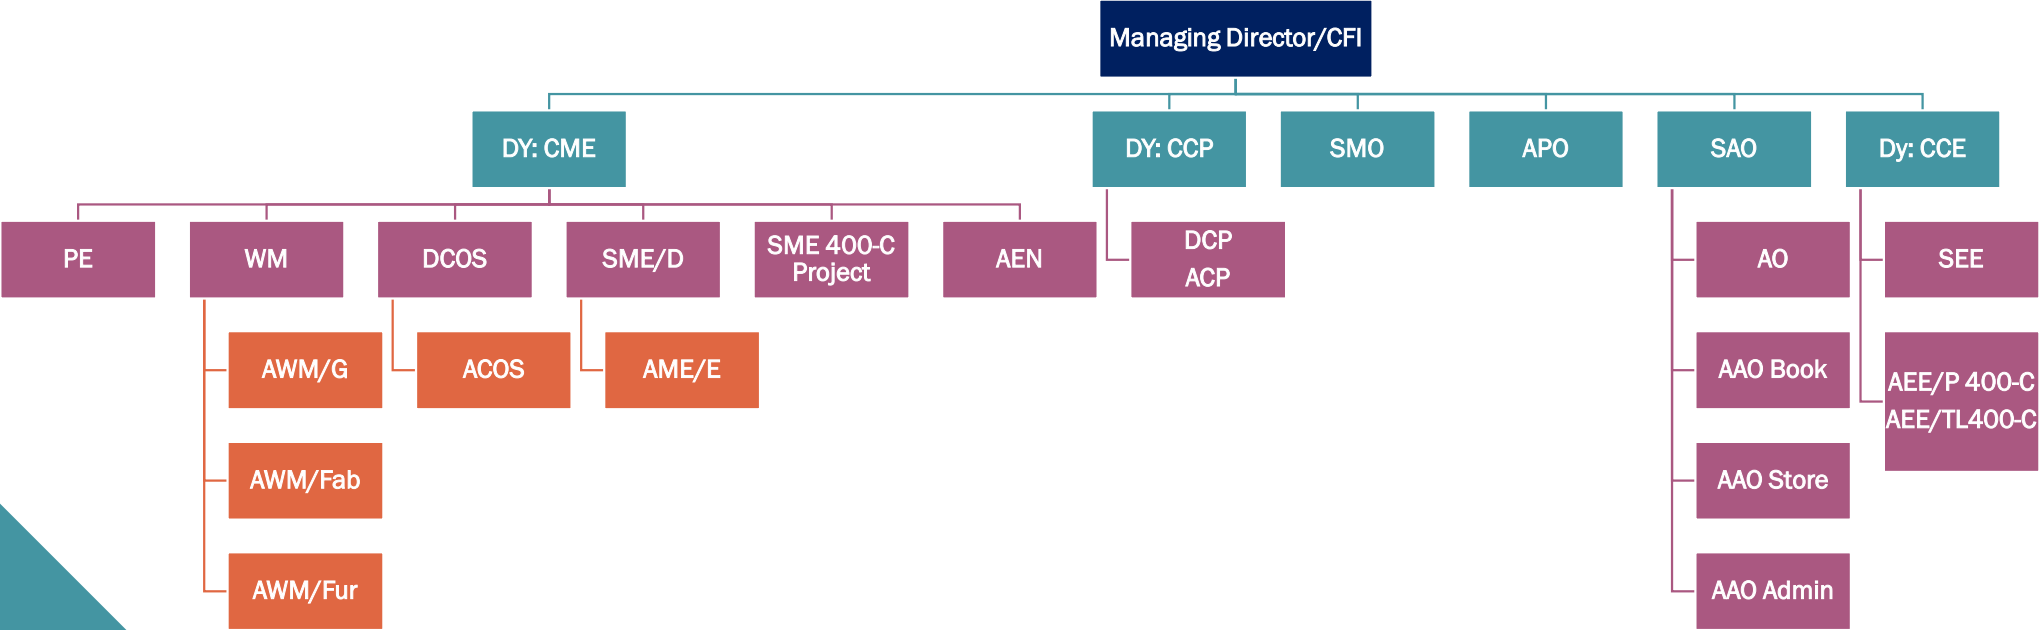 Managing Director/CFI
DY: CME
DY: CCP
SMO
APO
SAO
Dy: CCE
PE
WM
DCOS
SME/D
SME 400-C
Project
AEN
DCP
ACP
AO
SEE
AWM/G
ACOS
AME/E
AAO Book
AEE/P 400-C
AEE/TL400-C
AWM/Fab
AAO Store
AWM/Fur
AAO Admin